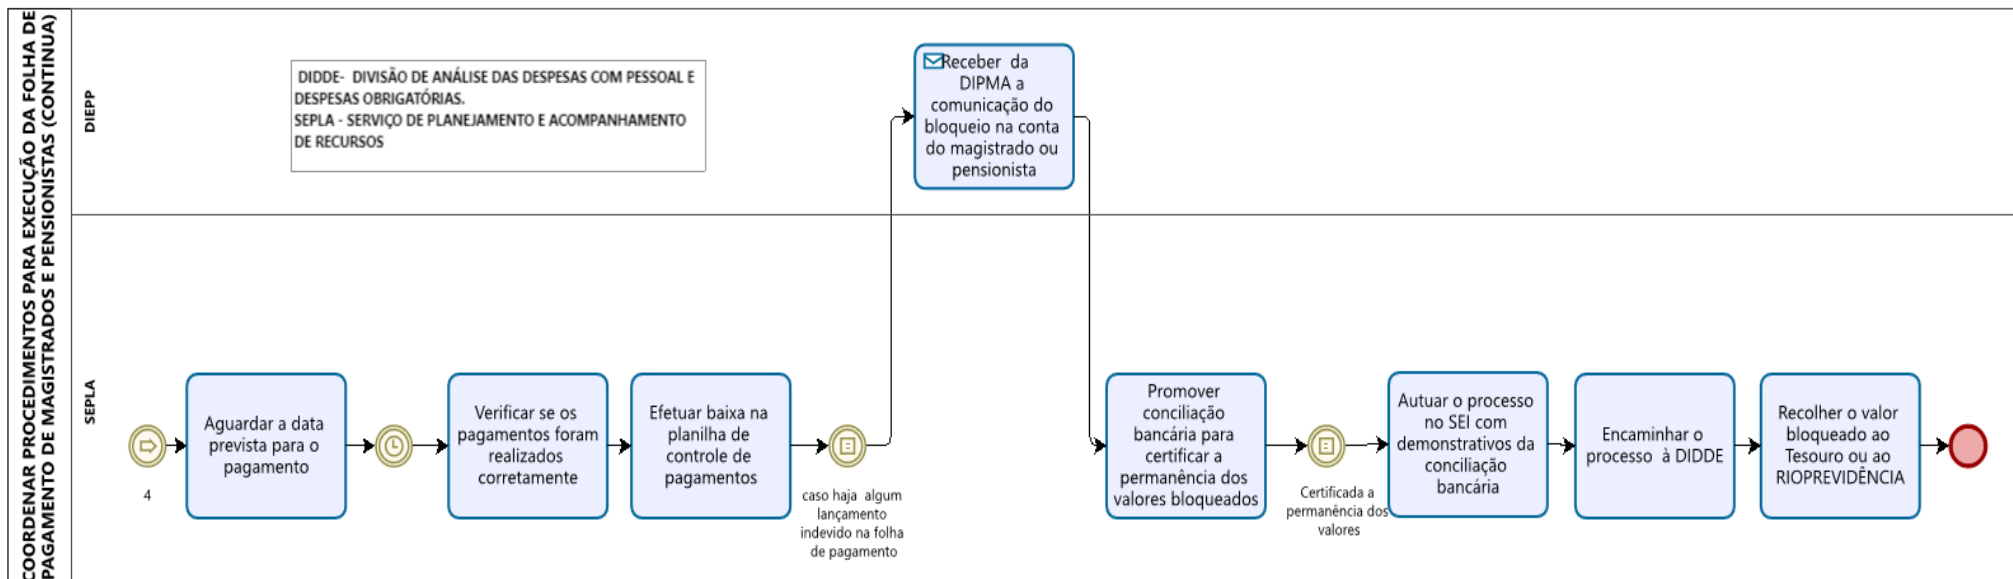 COORDENAR PROCEDIMENTOS PARA EXECUÇÃO DA FOLHA DE
PAGAMENTO DE MAGISTRADOS E PENSIONISTAS (CONTINUA)
DIEPP
DIDDE-  DIVISÃO DE ANÁLISE DAS DESPESAS COM PESSOAL E
DESPESAS OBRIGATÓRIAS.
SEPLA - SERVIÇO DE PLANEJAMENTO E ACOMPANHAMENTO
DE RECURSOS
Receber  da
DIPMA a
comunicação do
bloqueio na conta
do magistrado ou
pensionista
SEPLA
4
Aguardar a data
prevista para o
pagamento
Verificar se os
pagamentos foram
realizados
corretamente
Efetuar baixa na
planilha de
controle de
pagamentos
caso haja  algum
lançamento
indevido na folha
de pagamento
Promover
conciliação
bancária para
certificar a
permanência dos
valores bloqueados
Certificada a
permanência dos
valores
Autuar o processo
no SEI com
demonstrativos da
conciliação
bancária
Encaminhar o
processo  à DIDDE
Recolher o valor
bloqueado ao
Tesouro ou ao
RIOPREVIDÊNCIA